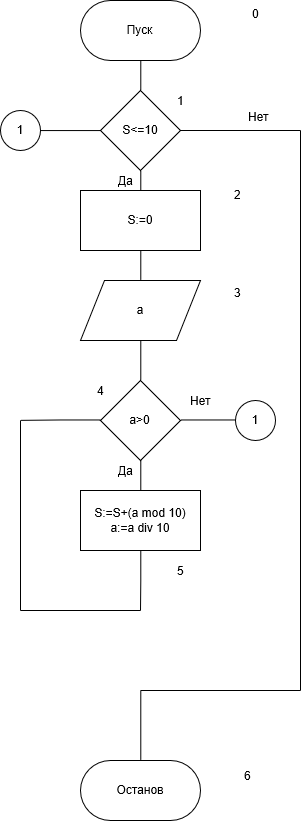 Пуск
0
1
1
S<=10
Нет
Да
2
S:=0
3
a
4
Нет
a>0
1
Да
S:=S+(a mod 10)
a:=a div 10
5
6
Останов